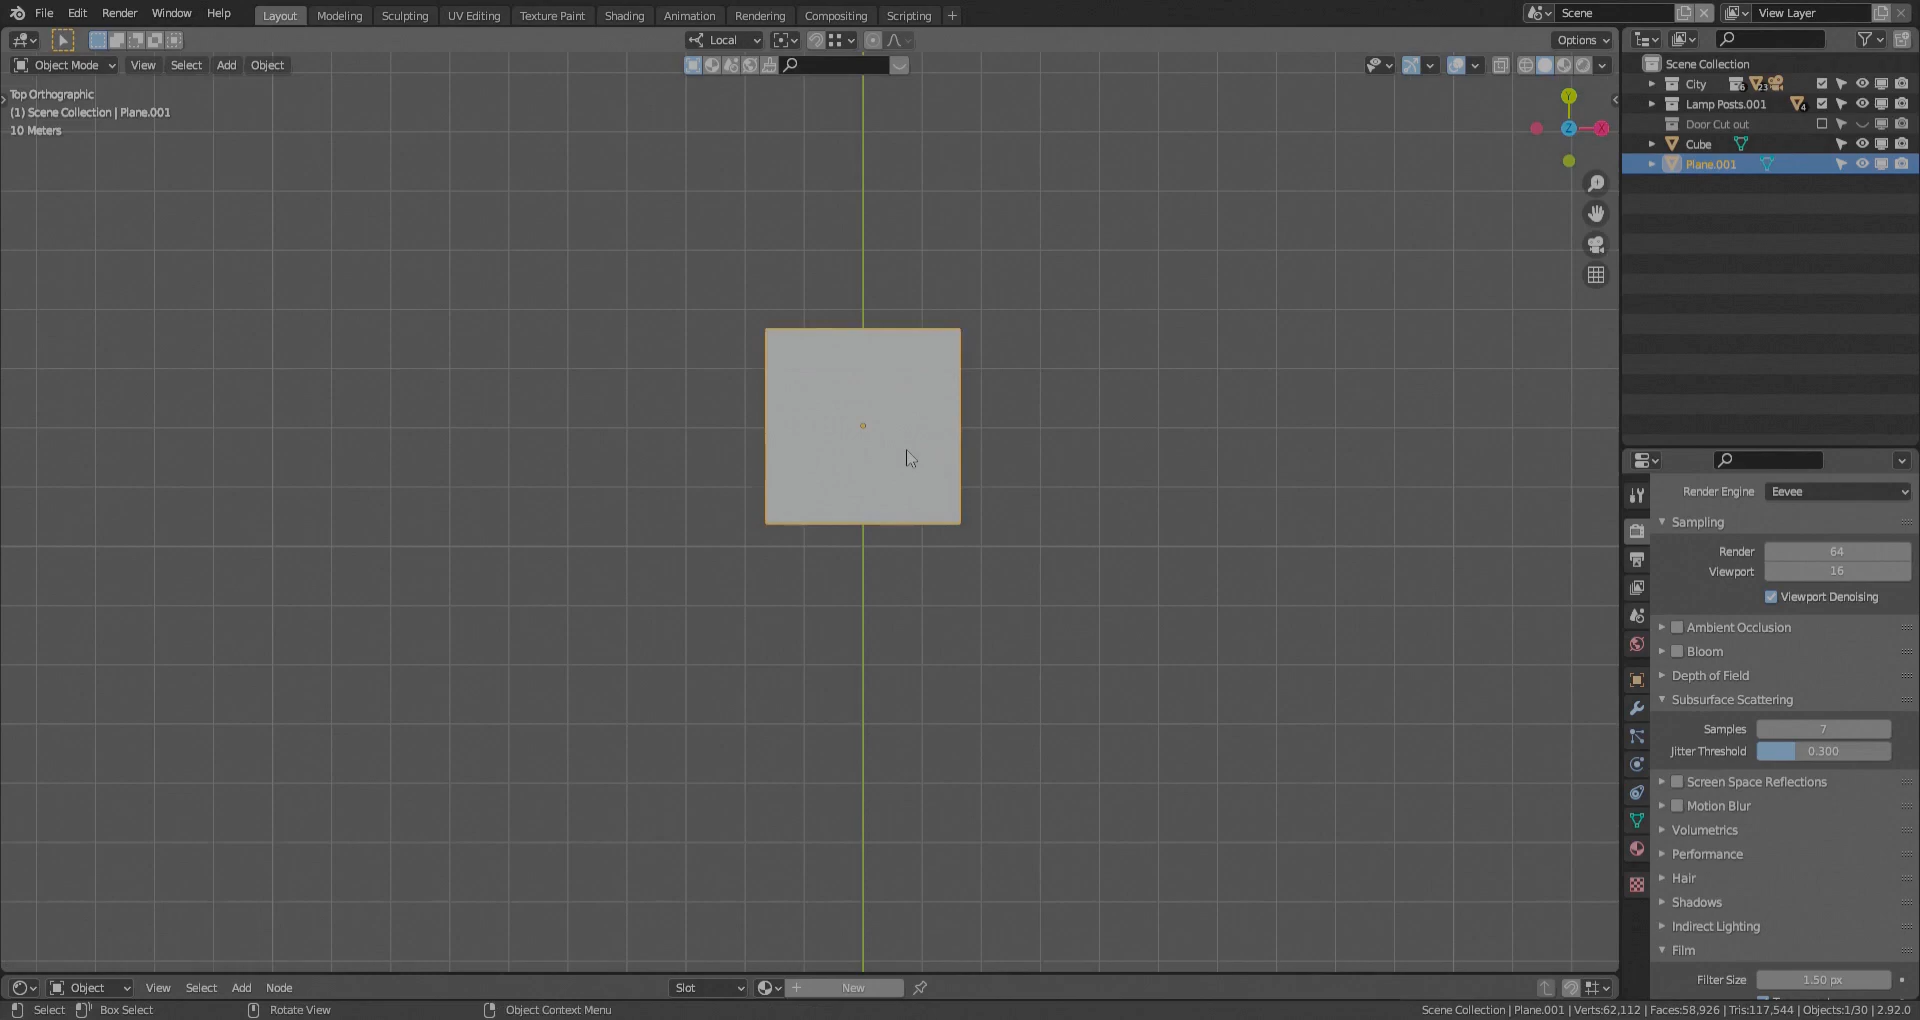 File Edit Render Window Help Layout Modeling Sculpting UV Editing Texture Paint Shading Animation Rendering Compositing Scripting + Scene View Layer
Local Options
Object Mode View Select Add Object
Top Orthographic
(1) Scene Collection | Plane.001
10 Meters
Y
Z
X
Scene Collection
City 6 23
Lamp Posts.001 4
Door Cut out
Cube
Plane.001
Render Engine Eevee
Sampling
Render 64
Viewport 16
Viewport Denoising
Ambient Occlusion
Bloom
Depth of Field
Subsurface Scattering
Samples 7
Jitter Threshold 0.300
Screen Space Reflections
Motion Blur
Volumetrics
Performance
Hair
Shadows
Indirect Lighting
Film
Filter Size 1.50 px
Object View Select Add Node Slot + New
Select Box Select Rotate View Object Context Menu Scene Collection | Plane.001 | Verts:62,112 | Faces:58,926 | Tris:117,544 | Objects:1/30 | 2.92.0